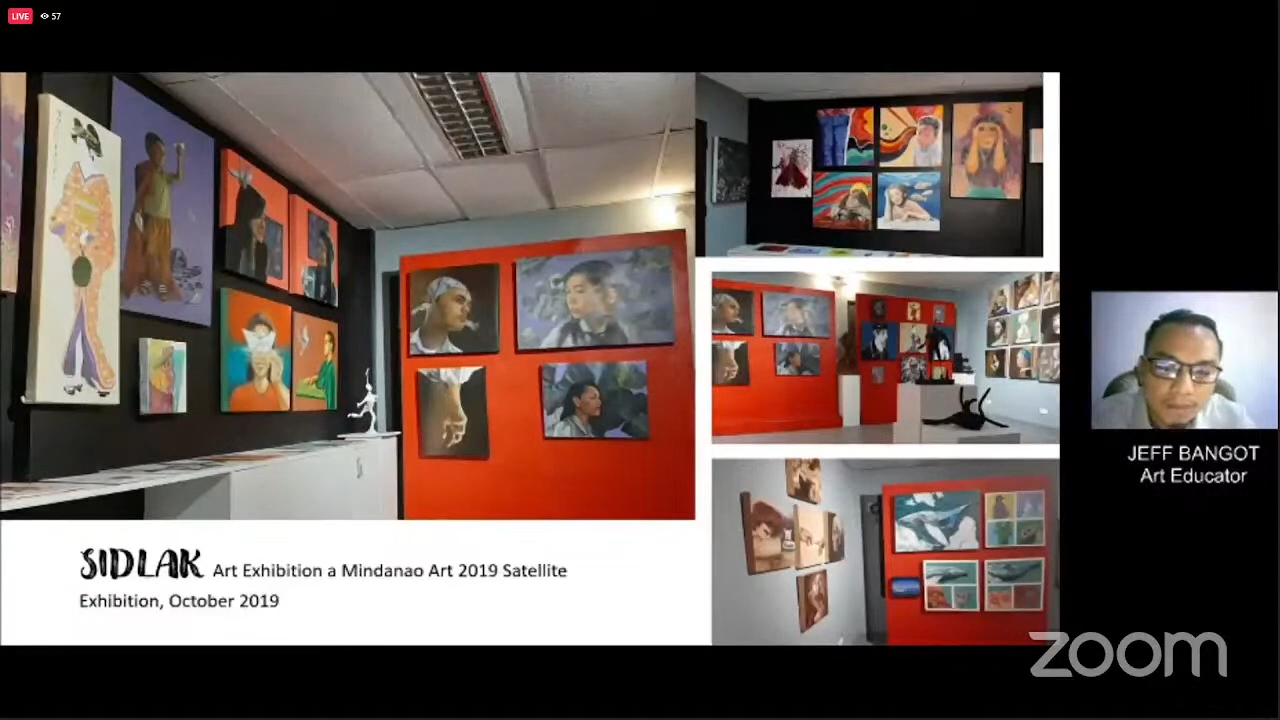 LIVE 57
SIDLAK Art Exhibition a Mindanao Art 2019 Satellite
Exhibition, October 2019
JEFF BANGOT
Art Educator
zoom